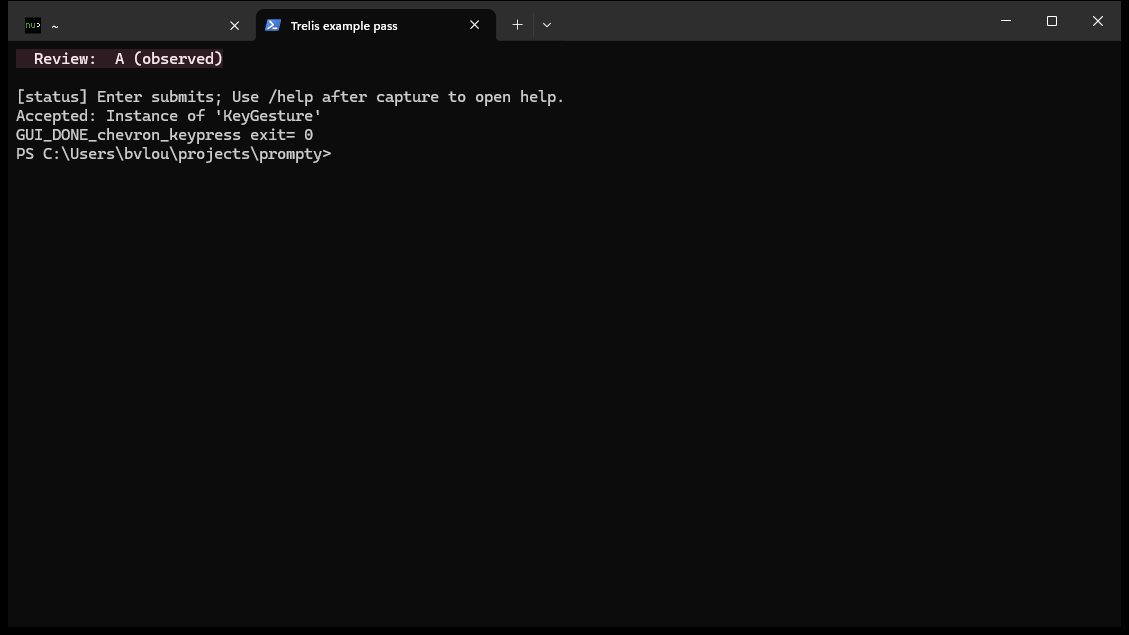 nu> ~
Trelis example pass
Review: A (observed)
[status] Enter submits; Use /help after capture to open help.
Accepted: Instance of 'KeyGesture'
GUI_DONE_chevron_keypress exit= 0
PS C:\Users\bvlou\projects\prompty>